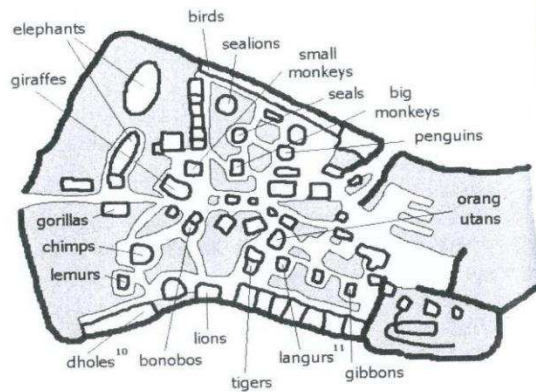 birds
elephants
sealions
small
monkeys
giraffes
seals
big
monkeys
penguins
gorillas
orang
utans
chimps
lemurs
dholes 10
bonobos
lions
tigers
langurs 11
gibbons